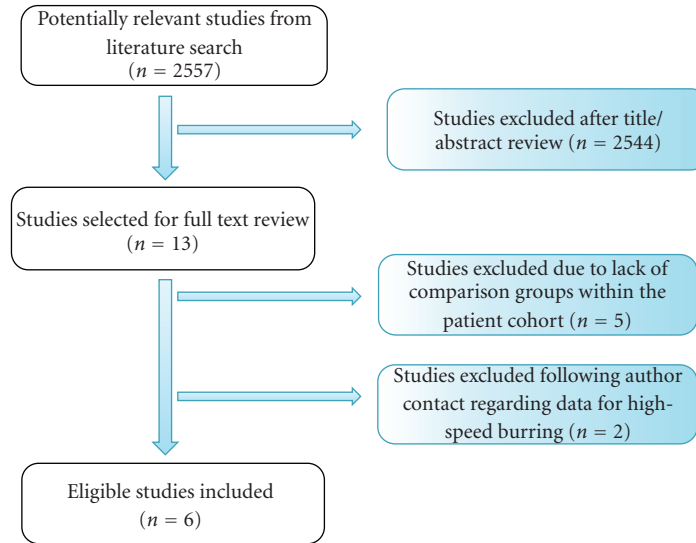 Potentially relevant studies from
literature search
(n = 2557)
Studies excluded after title/
abstract review (n = 2544)
Studies selected for full text review
(n = 13)
Studies excluded due to lack of
comparison groups within the
patient cohort (n = 5)
Studies excluded following author
contact regarding data for high-
speed burring (n = 2)
Eligible studies included
(n = 6)